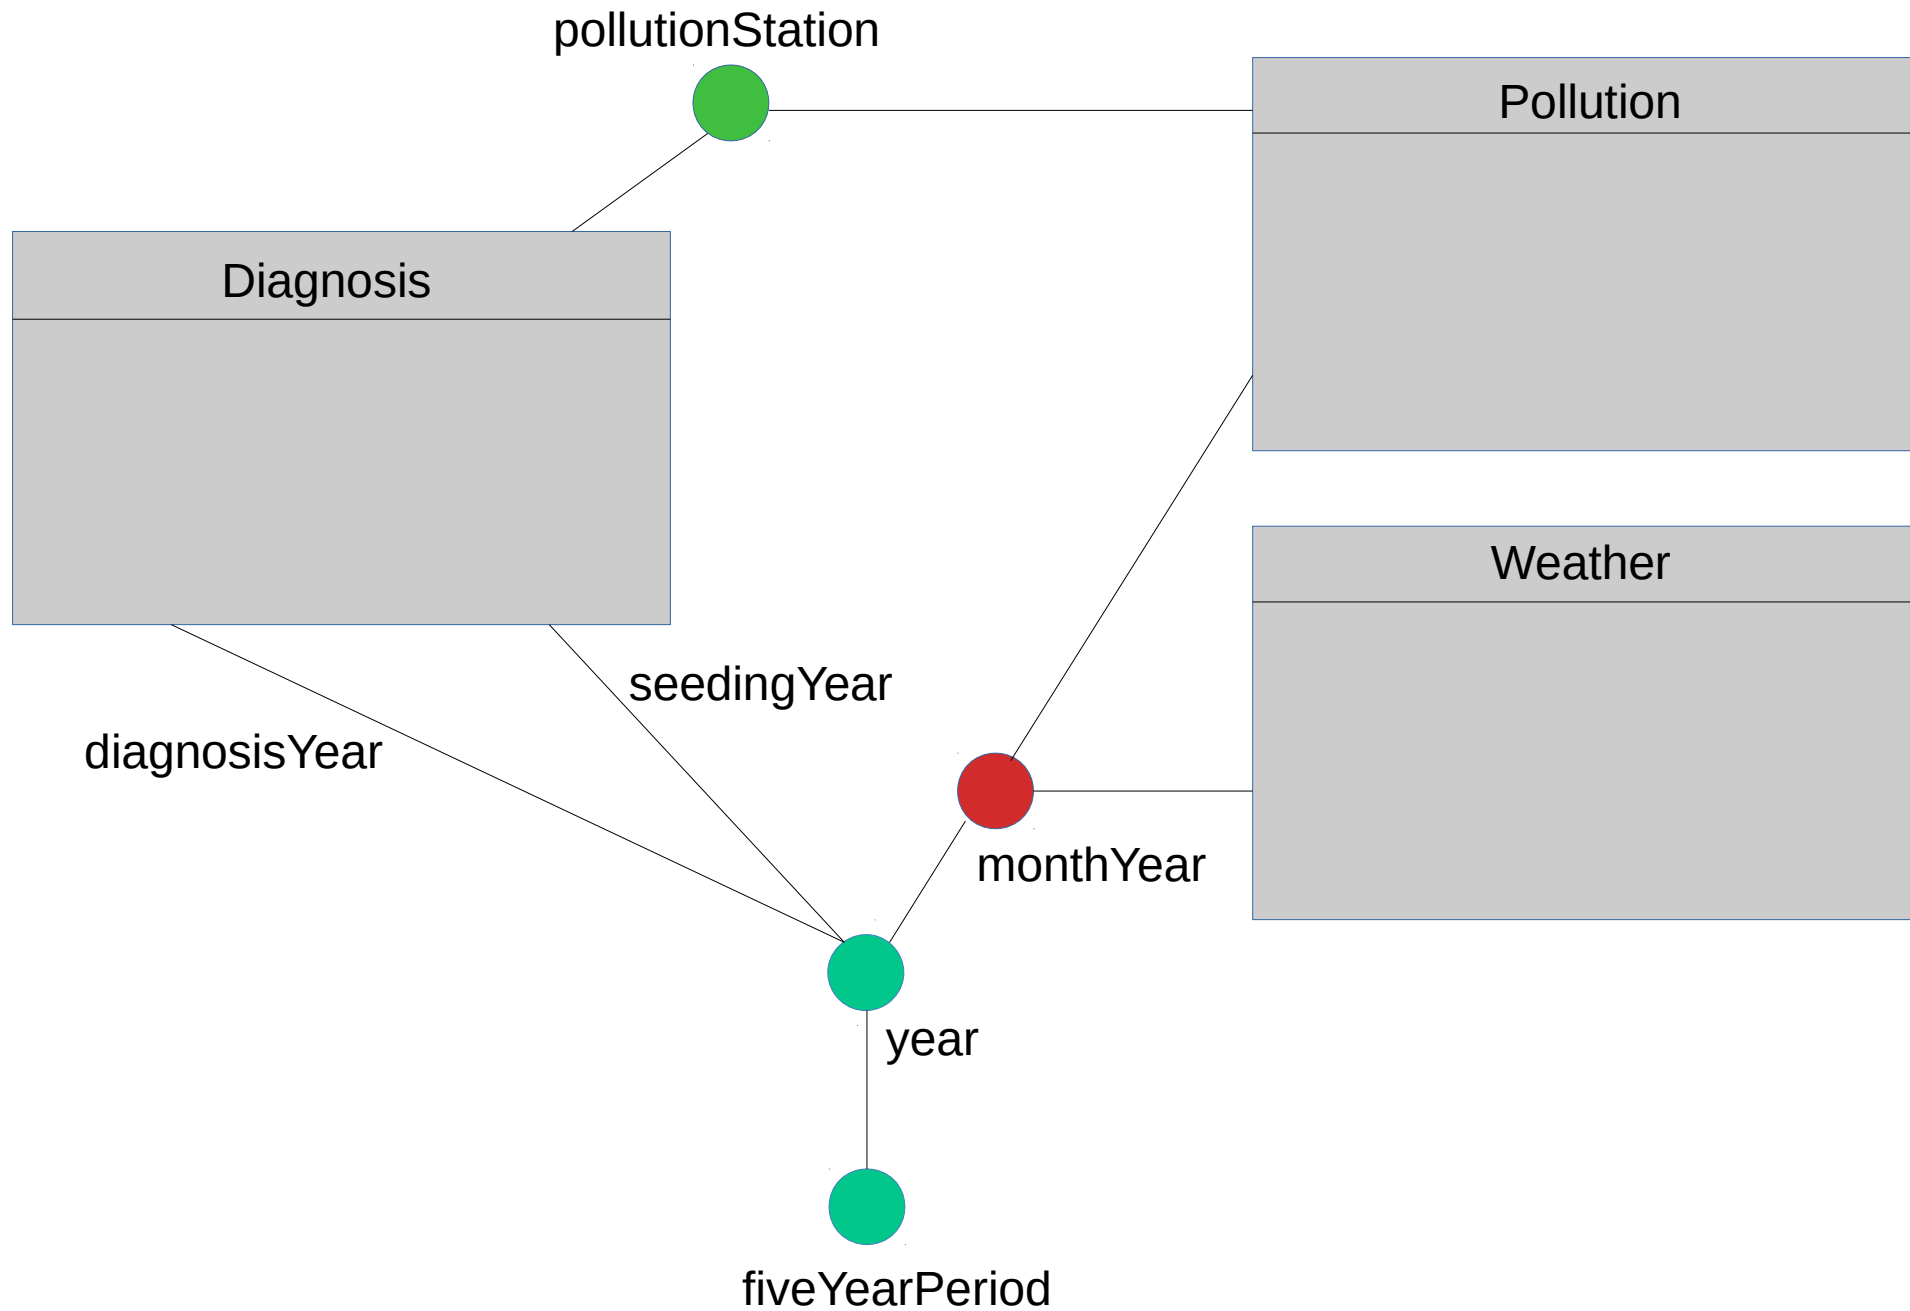 pollutionStation
Pollution
Diagnosis
Weather
seedingYear
diagnosisYear
monthYear
year
fiveYearPeriod